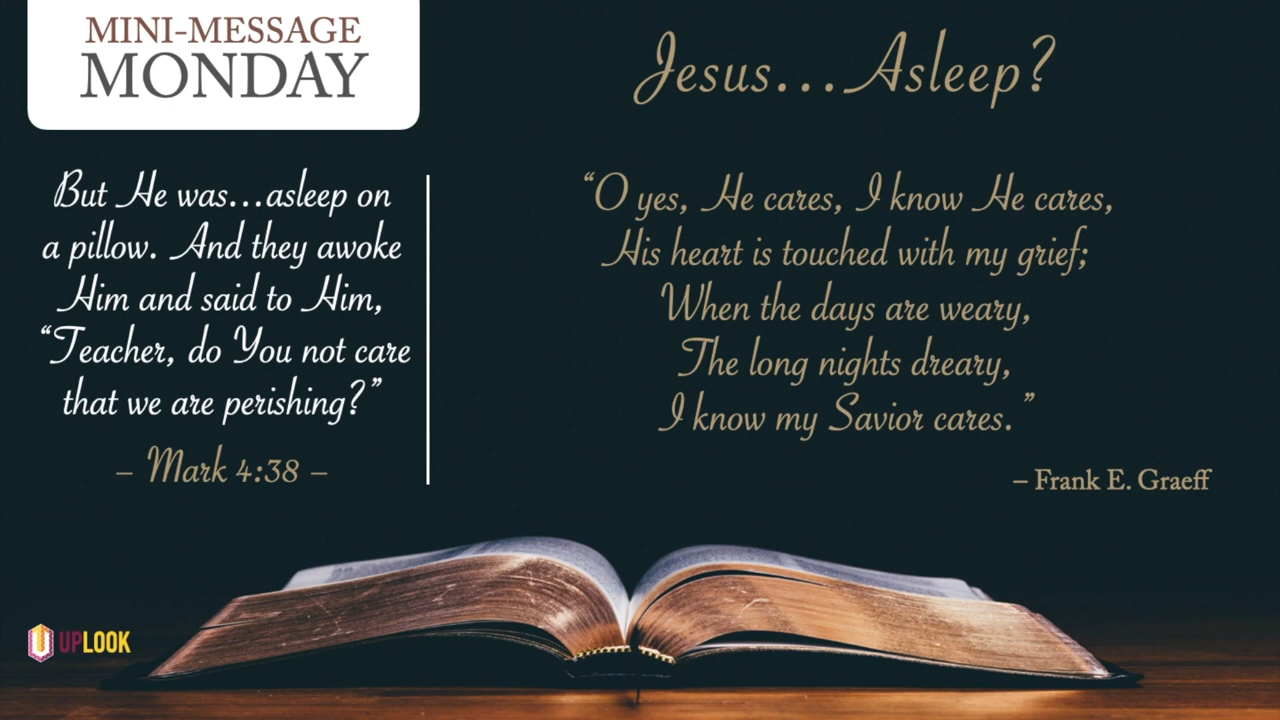 MINI-MESSAGE
MONDAY
Jesus...Asleep?
But He was...asleep on
a pillow. And they awoke
Him and said to Him,
“Teacher, do You not care
that we are perishing?”
– Mark 4:38 –
“O yes, He cares, I know He cares,
His heart is touched with my grief;
When the days are weary,
The long nights dreary,
I know my Savior cares.”
– Frank E. Graeff
UPLOOK